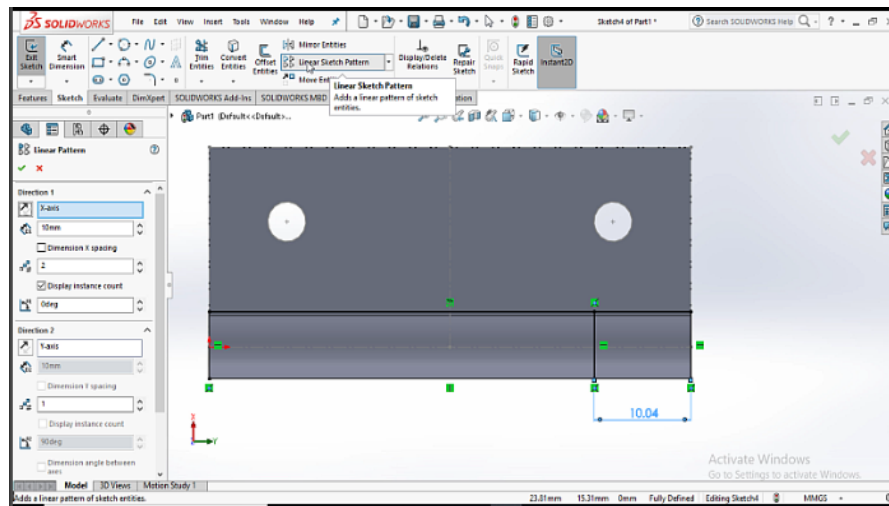 SOLIDWORKS File Edit View Insert Tools Window Help Sketch4 of Part1 * Search SOLIDWORKS Help
Exit Sketch Smart Dimension Trim Entities Convert Entities Offset Entities Mirror Entities Linear Sketch Pattern Move Ent Display/Delete Relations Repair Sketch Quick Snaps Rapid Sketch Instant2D
Linear Sketch Pattern
Adds a linear pattern of sketch
entities.
Features Sketch Evaluate DimXpert SOLIDWORKS Add-Ins SOLIDWORKS MBD ation
Part1 (Default<<Default>...
Linear Pattern
Direction 1
X-axis
10mm
Dimension X spacing
2
Display instance count
0deg
Direction 2
Y-axis
10mm
Dimension Y spacing
1
Display instance count
90deg
Dimension angle between
axes
10.04
X
Y
Activate Windows
Go to Settings to activate Windows.
Model 3D Views Motion Study 1
Adds a linear pattern of sketch entities. 23.81mm 15.31mm 0mm Fully Defined Editing Sketch4 MMGS